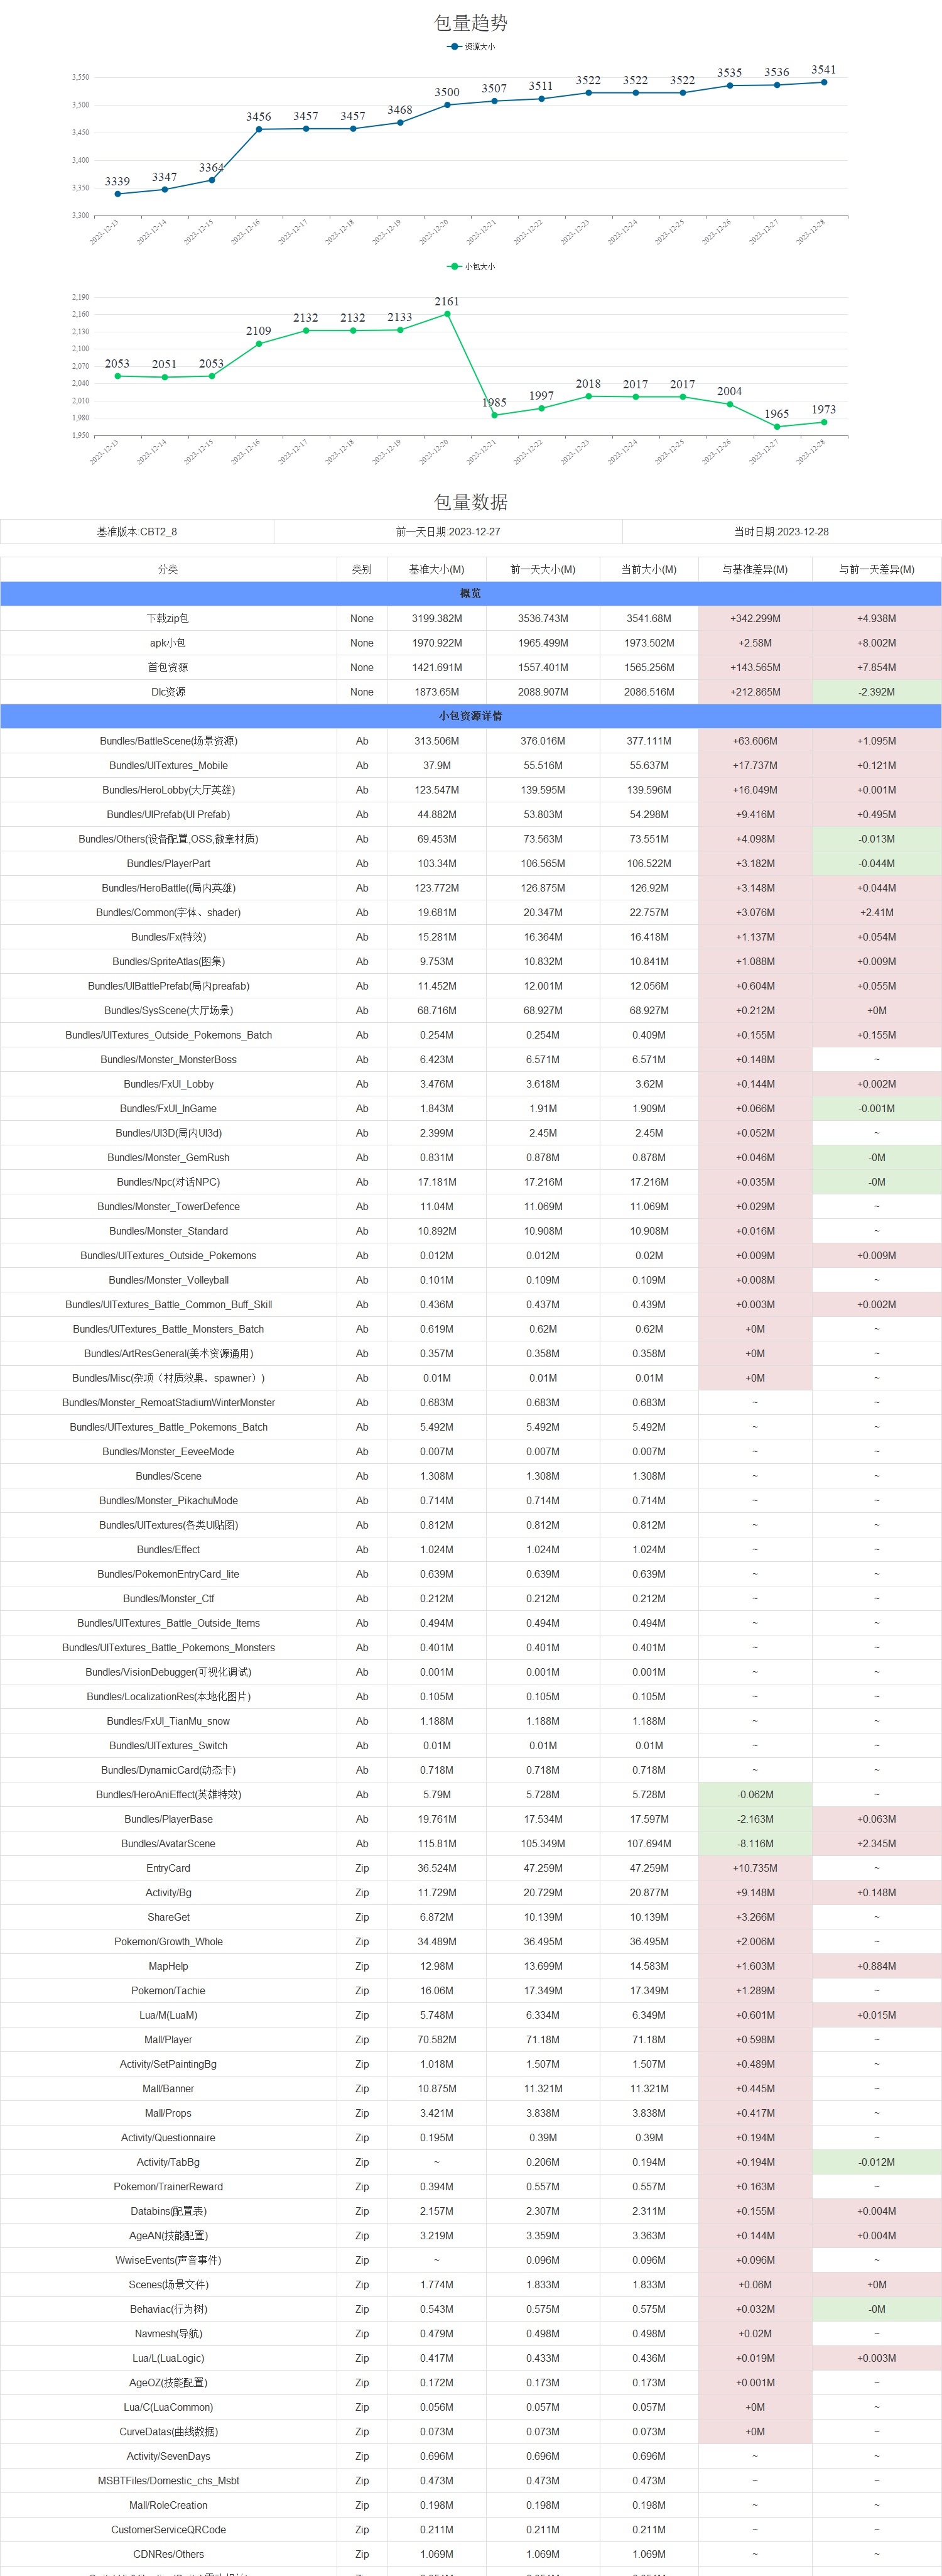 包量趋势
资源大小
3,550
3,500
3,450
3,400
3,350
3,300
3339
3347
3364
3456
3457
3457
3468
3500
3507
3511
3522
3522
3522
3535
3536
3541
2023-12-13
2023-12-14
2023-12-15
2023-12-16
2023-12-17
2023-12-18
2023-12-19
2023-12-20
2023-12-21
2023-12-22
2023-12-23
2023-12-24
2023-12-25
2023-12-26
2023-12-27
2023-12-28
小包大小
2,190
2,160
2,130
2,100
2,070
2,040
2,010
1,980
1,950
2053
2051
2053
2109
2132
2132
2133
2161
1985
1997
2018
2017
2017
2004
1965
1973
2023-12-13
2023-12-14
2023-12-15
2023-12-16
2023-12-17
2023-12-18
2023-12-19
2023-12-20
2023-12-21
2023-12-22
2023-12-23
2023-12-24
2023-12-25
2023-12-26
2023-12-27
2023-12-28
包量数据
基准版本:CBT2_8 前一天日期:2023-12-27 当时日期:2023-12-28
分类 类别 基准大小(M) 前一天大小(M) 当前大小(M) 与基准差异(M) 与前一天差异(M)
概览
下载zip包 None 3199.382M 3536.743M 3541.68M +342.299M +4.938M
apk小包 None 1970.922M 1965.499M 1973.502M +2.58M +8.002M
首包资源 None 1421.691M 1557.401M 1565.256M +143.565M +7.854M
Dlc资源 None 1873.65M 2088.907M 2086.516M +212.865M -2.392M
小包资源详情
Bundles/BattleScene(场景资源) Ab 313.506M 376.016M 377.111M +63.606M +1.095M
Bundles/UITextures_Mobile Ab 37.9M 55.516M 55.637M +17.737M +0.121M
Bundles/HeroLobby(大厅英雄) Ab 123.547M 139.595M 139.596M +16.049M +0.001M
Bundles/UIPrefab(UI Prefab) Ab 44.882M 53.803M 54.298M +9.416M +0.495M
Bundles/Others(设备配置,OSS,徽章材质) Ab 69.453M 73.563M 73.551M +4.098M -0.013M
Bundles/PlayerPart Ab 103.34M 106.565M 106.522M +3.182M -0.044M
Bundles/HeroBattle((局内英雄) Ab 123.772M 126.875M 126.92M +3.148M +0.044M
Bundles/Common(字体、shader) Ab 19.681M 20.347M 22.757M +3.076M +2.41M
Bundles/Fx(特效) Ab 15.281M 16.364M 16.418M +1.137M +0.054M
Bundles/SpriteAtlas(图集) Ab 9.753M 10.832M 10.841M +1.088M +0.009M
Bundles/UIBattlePrefab(局内preafab) Ab 11.452M 12.001M 12.056M +0.604M +0.055M
Bundles/SysScene(大厅场景) Ab 68.716M 68.927M 68.927M +0.212M +0M
Bundles/UITextures_Outside_Pokemons_Batch Ab 0.254M 0.254M 0.409M +0.155M +0.155M
Bundles/Monster_MonsterBoss Ab 6.423M 6.571M 6.571M +0.148M ~
Bundles/FxUI_Lobby Ab 3.476M 3.618M 3.62M +0.144M +0.002M
Bundles/FxUI_InGame Ab 1.843M 1.91M 1.909M +0.066M -0.001M
Bundles/UI3D(局内UI3d) Ab 2.399M 2.45M 2.45M +0.052M ~
Bundles/Monster_GemRush Ab 0.831M 0.878M 0.878M +0.046M -0M
Bundles/Npc(对话NPC) Ab 17.181M 17.216M 17.216M +0.035M -0M
Bundles/Monster_TowerDefence Ab 11.04M 11.069M 11.069M +0.029M ~
Bundles/Monster_Standard Ab 10.892M 10.908M 10.908M +0.016M ~
Bundles/UITextures_Outside_Pokemons Ab 0.012M 0.012M 0.02M +0.009M +0.009M
Bundles/Monster_Volleyball Ab 0.101M 0.109M 0.109M +0.008M ~
Bundles/UITextures_Battle_Common_Buff_Skill Ab 0.436M 0.437M 0.439M +0.003M +0.002M
Bundles/UITextures_Battle_Monsters_Batch Ab 0.619M 0.62M 0.62M +0M ~
Bundles/ArtResGeneral(美术资源通用) Ab 0.357M 0.358M 0.358M +0M ~
Bundles/Misc(杂项（材质效果，spawner）) Ab 0.01M 0.01M 0.01M +0M ~
Bundles/Monster_RemoatStadiumWinterMonster Ab 0.683M 0.683M 0.683M ~ ~
Bundles/UITextures_Battle_Pokemons_Batch Ab 5.492M 5.492M 5.492M ~ ~
Bundles/Monster_EeveeMode Ab 0.007M 0.007M 0.007M ~ ~
Bundles/Scene Ab 1.308M 1.308M 1.308M ~ ~
Bundles/Monster_PikachuMode Ab 0.714M 0.714M 0.714M ~ ~
Bundles/UITextures(各类UI贴图) Ab 0.812M 0.812M 0.812M ~ ~
Bundles/Effect Ab 1.024M 1.024M 1.024M ~ ~
Bundles/PokemonEntryCard_lite Ab 0.639M 0.639M 0.639M ~ ~
Bundles/Monster_Ctf Ab 0.212M 0.212M 0.212M ~ ~
Bundles/UITextures_Battle_Outside_Items Ab 0.494M 0.494M 0.494M ~ ~
Bundles/UITextures_Battle_Pokemons_Monsters Ab 0.401M 0.401M 0.401M ~ ~
Bundles/VisionDebugger(可视化调试) Ab 0.001M 0.001M 0.001M ~ ~
Bundles/LocalizationRes(本地化图片) Ab 0.105M 0.105M 0.105M ~ ~
Bundles/FxUI_TianMu_snow Ab 1.188M 1.188M 1.188M ~ ~
Bundles/UITextures_Switch Ab 0.01M 0.01M 0.01M ~ ~
Bundles/DynamicCard(动态卡) Ab 0.718M 0.718M 0.718M ~ ~
Bundles/HeroAniEffect(英雄特效) Ab 5.79M 5.728M 5.728M -0.062M ~
Bundles/PlayerBase Ab 19.761M 17.534M 17.597M -2.163M +0.063M
Bundles/AvatarScene Ab 115.81M 105.349M 107.694M -8.116M +2.345M
EntryCard Zip 36.524M 47.259M 47.259M +10.735M ~
Activity/Bg Zip 11.729M 20.729M 20.877M +9.148M +0.148M
ShareGet Zip 6.872M 10.139M 10.139M +3.266M ~
Pokemon/Growth_Whole Zip 34.489M 36.495M 36.495M +2.006M ~
MapHelp Zip 12.98M 13.699M 14.583M +1.603M +0.884M
Pokemon/Tachie Zip 16.06M 17.349M 17.349M +1.289M ~
Lua/M(LuaM) Zip 5.748M 6.334M 6.349M +0.601M +0.015M
Mall/Player Zip 70.582M 71.18M 71.18M +0.598M ~
Activity/SetPaintingBg Zip 1.018M 1.507M 1.507M +0.489M ~
Mall/Banner Zip 10.875M 11.321M 11.321M +0.445M ~
Mall/Props Zip 3.421M 3.838M 3.838M +0.417M ~
Activity/Questionnaire Zip 0.195M 0.39M 0.39M +0.194M ~
Activity/TabBg Zip ~ 0.206M 0.194M +0.194M -0.012M
Pokemon/TrainerReward Zip 0.394M 0.557M 0.557M +0.163M ~
Databins(配置表) Zip 2.157M 2.307M 2.311M +0.155M +0.004M
AgeAN(技能配置) Zip 3.219M 3.359M 3.363M +0.144M +0.004M
WwiseEvents(声音事件) Zip ~ 0.096M 0.096M +0.096M ~
Scenes(场景文件) Zip 1.774M 1.833M 1.833M +0.06M +0M
Behaviac(行为树) Zip 0.543M 0.575M 0.575M +0.032M -0M
Navmesh(导航) Zip 0.479M 0.498M 0.498M +0.02M ~
Lua/L(LuaLogic) Zip 0.417M 0.433M 0.436M +0.019M +0.003M
AgeOZ(技能配置) Zip 0.172M 0.173M 0.173M +0.001M ~
Lua/C(LuaCommon) Zip 0.056M 0.057M 0.057M +0M ~
CurveDatas(曲线数据) Zip 0.073M 0.073M 0.073M +0M ~
Activity/SevenDays Zip 0.696M 0.696M 0.696M ~ ~
MSBTFiles/Domestic_chs_Msbt Zip 0.473M 0.473M 0.473M ~ ~
Mall/RoleCreation Zip 0.198M 0.198M 0.198M ~ ~
CustomerServiceQRCode Zip 0.211M 0.211M 0.211M ~ ~
CDNRes/Others Zip 1.069M 1.069M 1.069M ~ ~